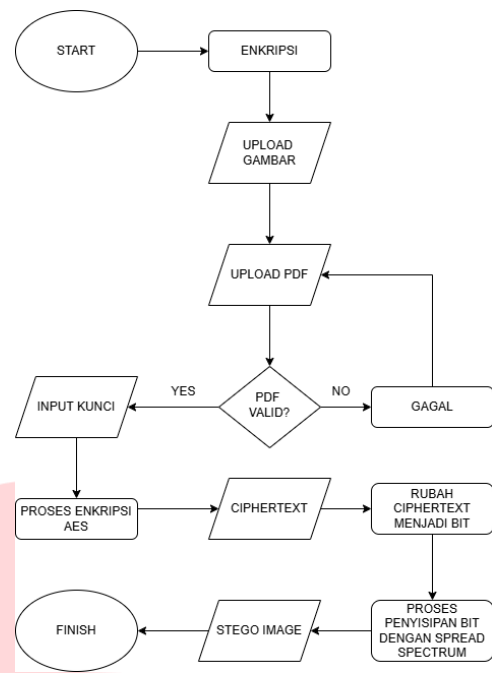 START
ENKRIPSI
UPLOAD
GAMBAR
UPLOAD PDF
YES
PDF
VALID?
NO
INPUT KUNCI
GAGAL
PROSES ENKRIPSI
AES
CIPHERTEXT
RUBAH
CIPHERTEXT
MENJADI BIT
FINISH
STEGO IMAGE
PROSES
PENYISIPAN BIT
DENGAN SPREAD
SPECTRUM